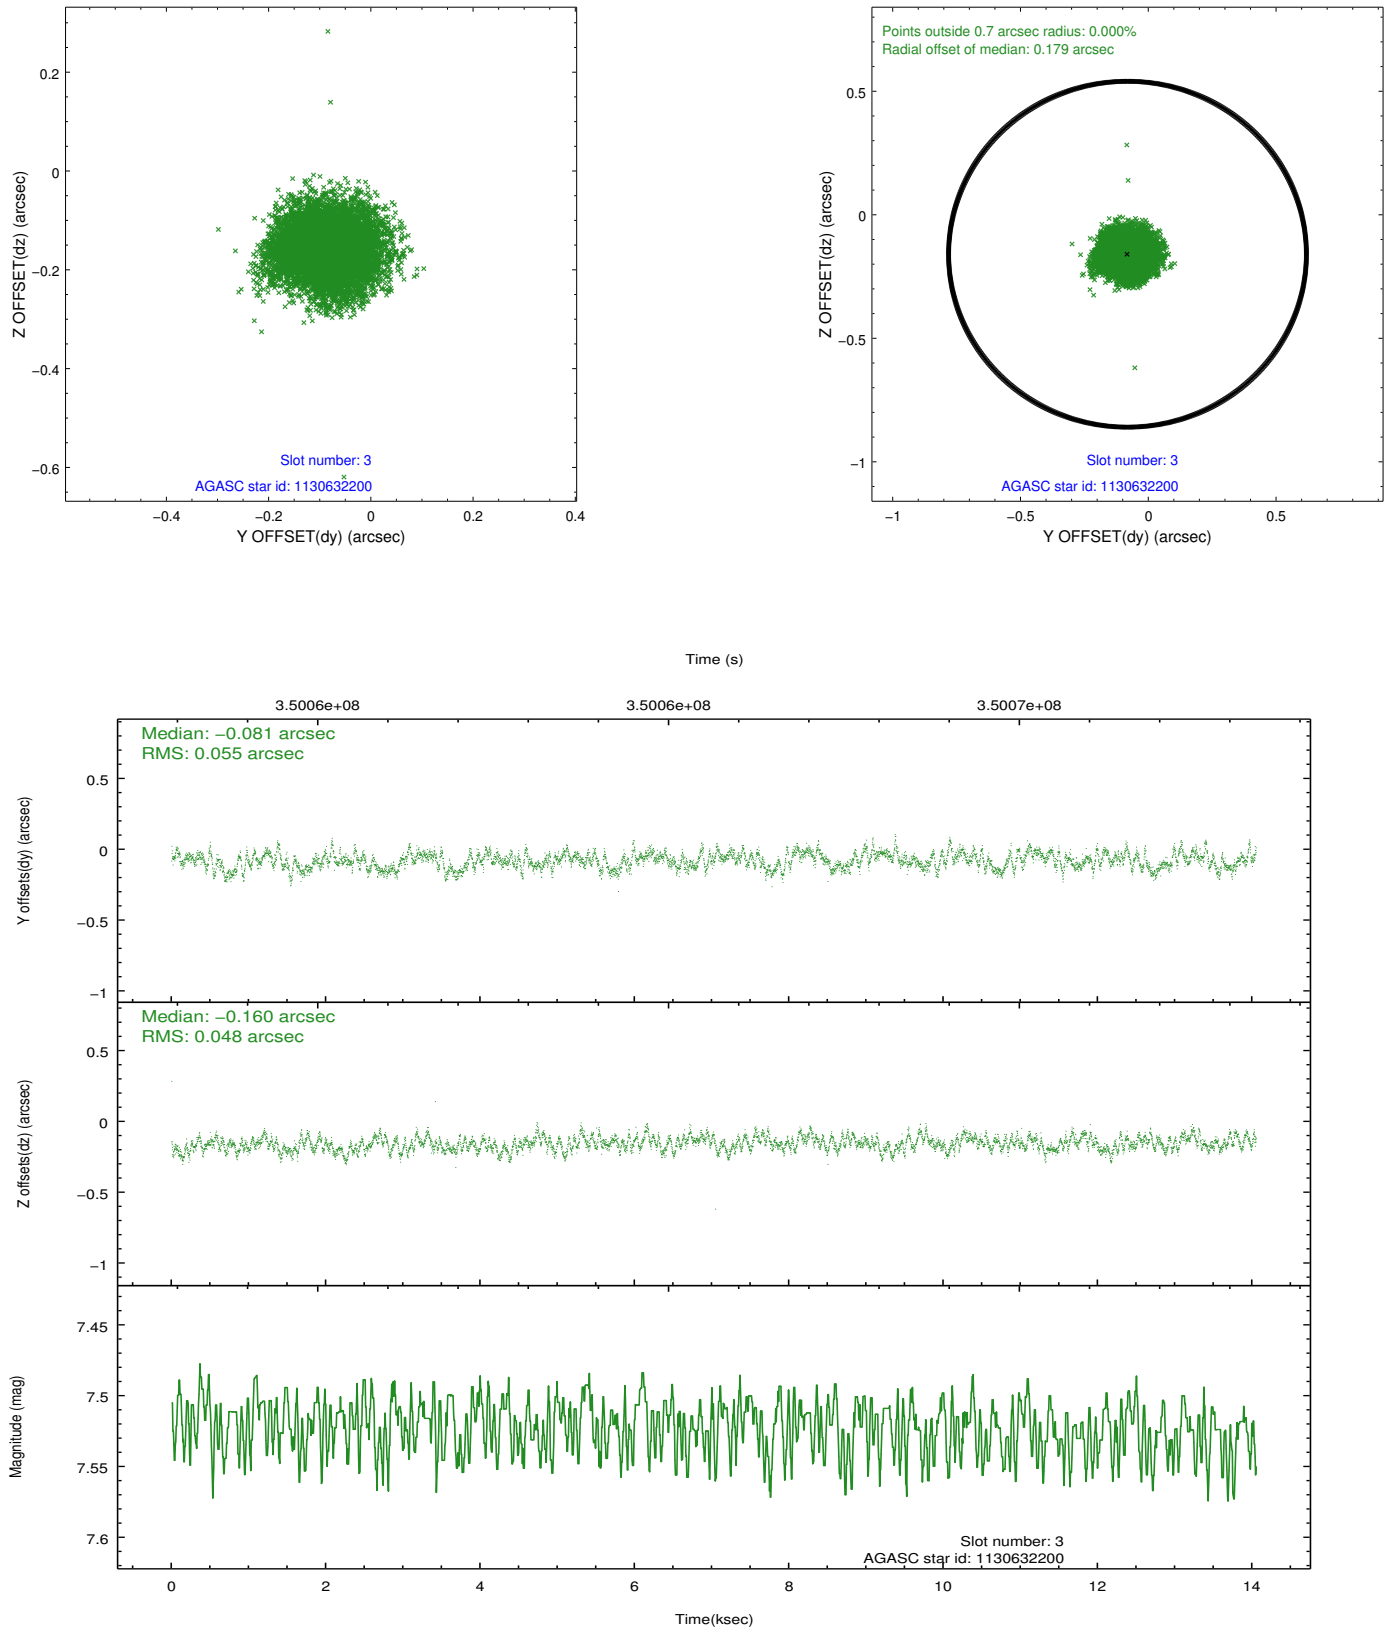 0.2
0
−0.2
−0.4
−0.6
Z OFFSET(dz) (arcsec)
Slot number: 3
AGASC star id: 1130632200
−0.4
−0.2
0
0.2
0.4
Y OFFSET(dy) (arcsec)
Points outside 0.7 arcsec radius: 0.000%
Radial offset of median: 0.179 arcsec
0.5
0
−0.5
−1
Z OFFSET(dz) (arcsec)
Slot number: 3
AGASC star id: 1130632200
−1
−0.5
0
0.5
Y OFFSET(dy) (arcsec)
Time (s)
3.5006e+08
3.5006e+08
3.5007e+08
Median: −0.081 arcsec
RMS: 0.055 arcsec
0.5
0
−0.5
−1
Y offsets(dy) (arcsec)
Median: −0.160 arcsec
RMS: 0.048 arcsec
0.5
0
−0.5
−1
Z offsets(dz) (arcsec)
7.45
7.5
7.55
7.6
Magnitude (mag)
Slot number: 3
AGASC star id: 1130632200
0
2
4
6
8
10
12
14
Time(ksec)